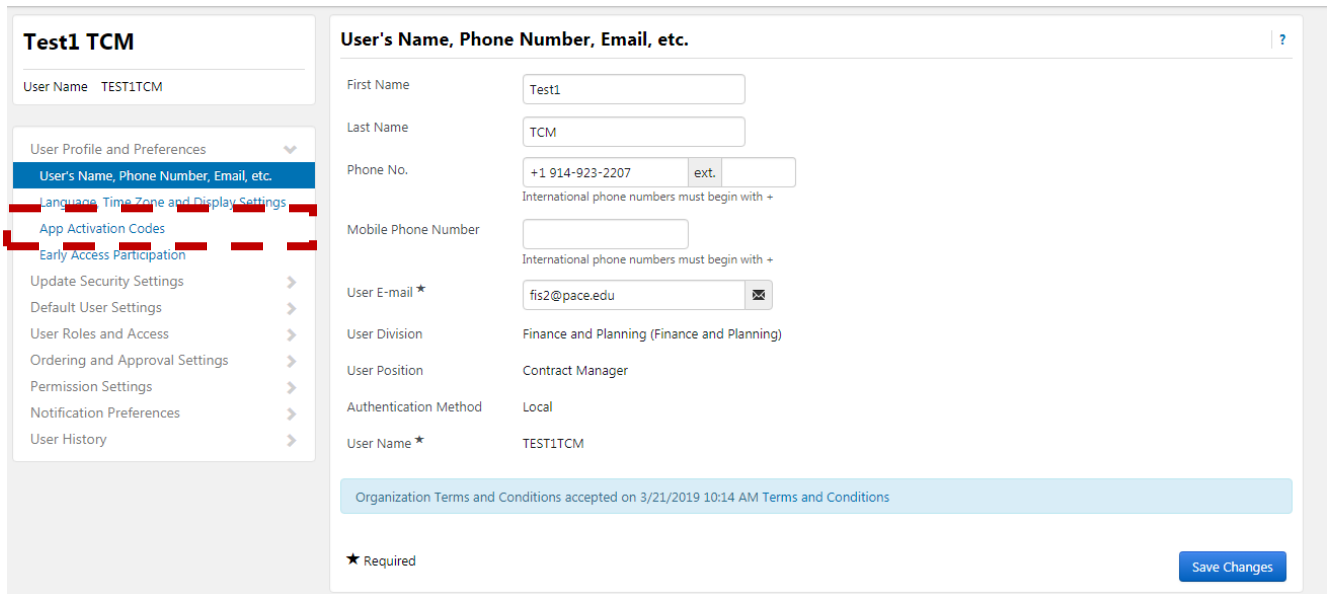 Test1 TCM
User Name TEST1TCM
User Profile and Preferences
User's Name, Phone Number, Email, etc.
Language, Time Zone and Display Settings
App Activation Codes
Early Access Participation
Update Security Settings
Default User Settings
User Roles and Access
Ordering and Approval Settings
Permission Settings
Notification Preferences
User History
User's Name, Phone Number, Email, etc.
?
First Name Test1
Last Name TCM
Phone No. +1 914-923-2207 ext.
International phone numbers must begin with +
Mobile Phone Number
International phone numbers must begin with +
User E-mail ★ fis2@pace.edu
User Division Finance and Planning (Finance and Planning)
User Position Contract Manager
Authentication Method Local
User Name ★ TEST1TCM
Organization Terms and Conditions accepted on 3/21/2019 10:14 AM Terms and Conditions
★ Required
Save Changes